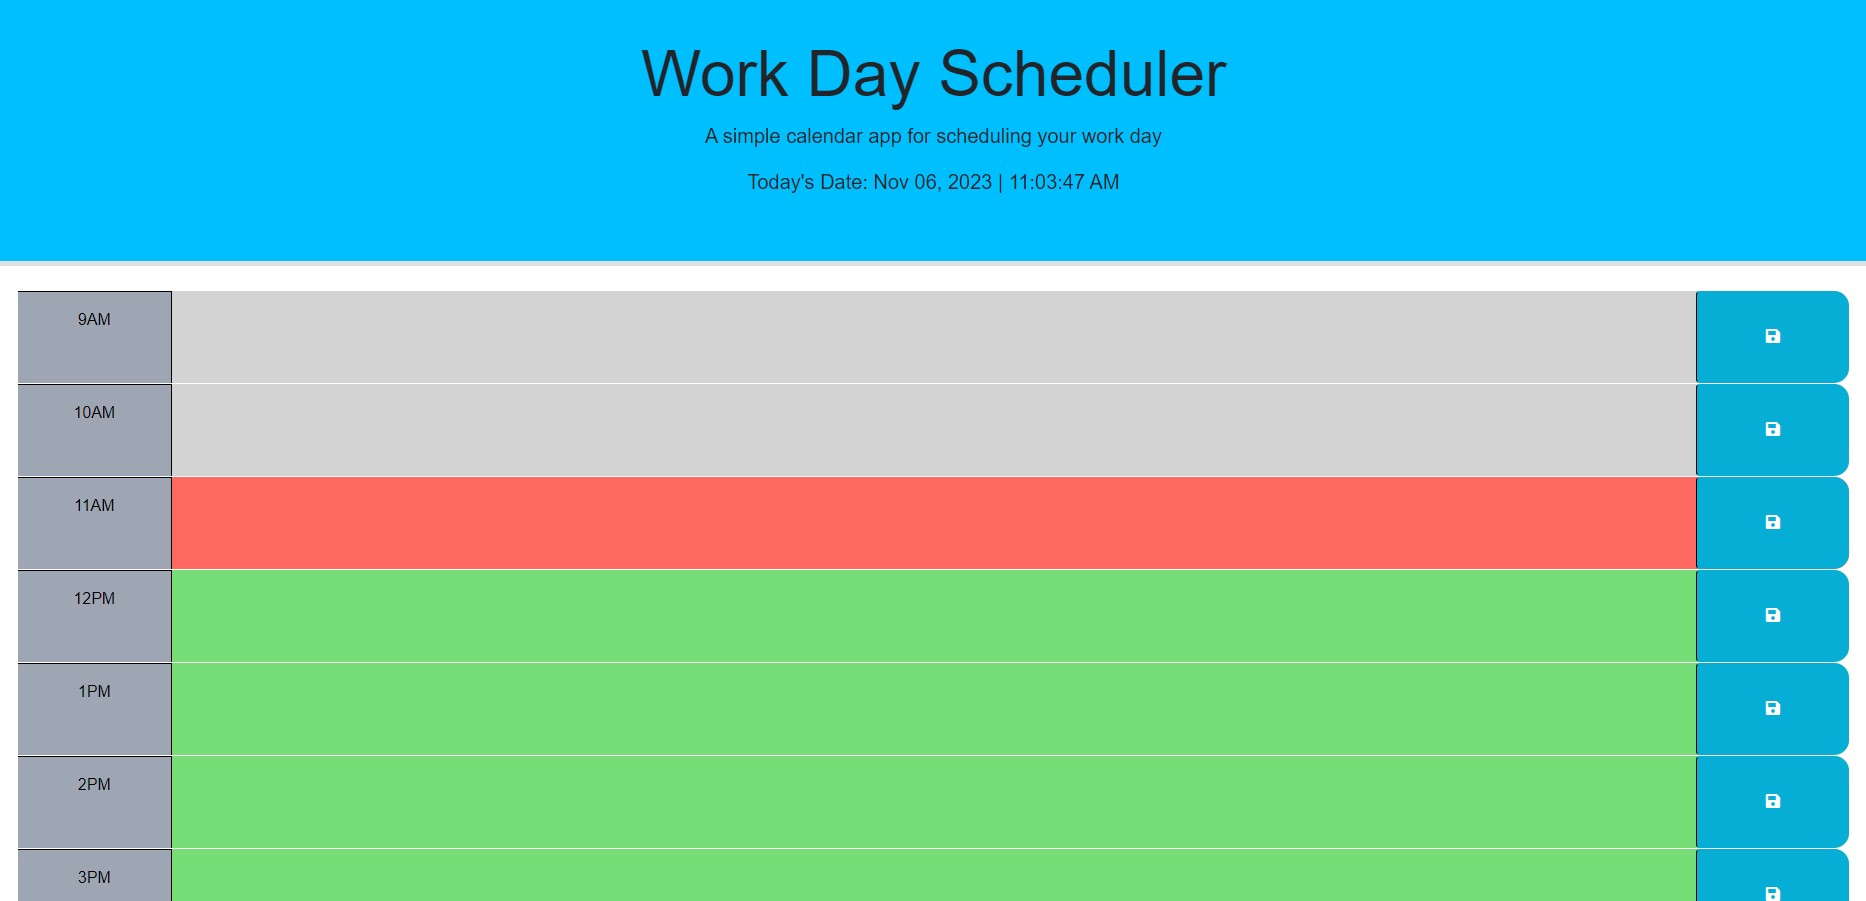 Work Day Scheduler
A simple calendar app for scheduling your work day
Today's Date: Nov 06, 2023 | 11:03:47 AM
9AM
10AM
11AM
12PM
1PM
2PM
3PM